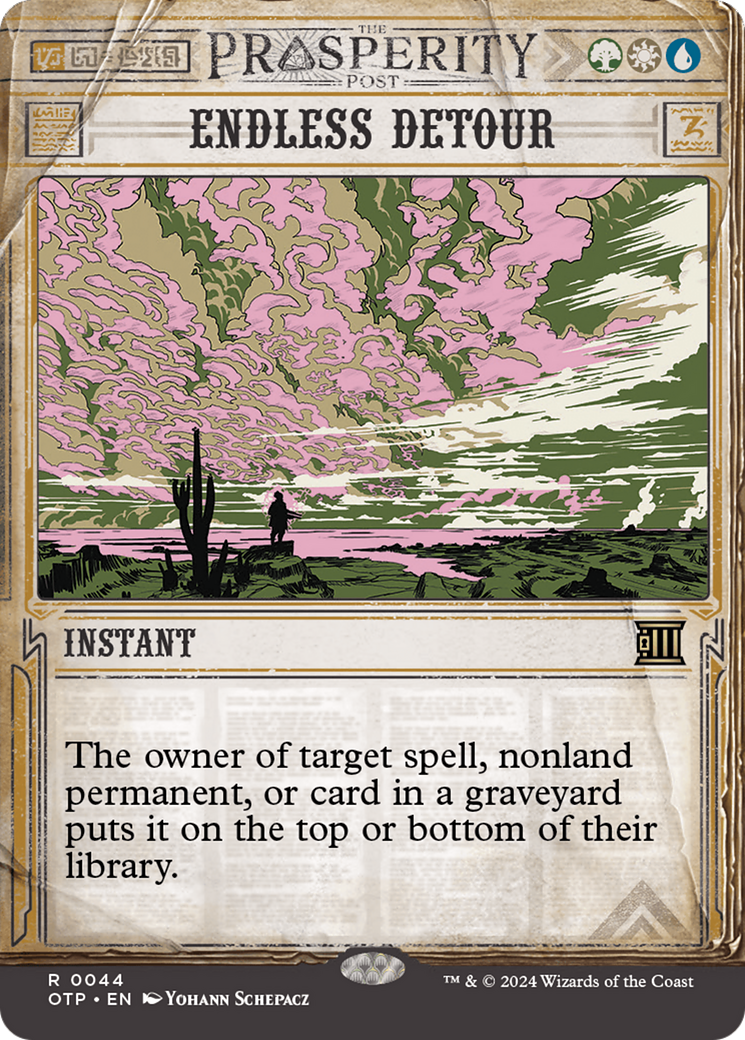 THE
PROSPERITY
POST
ENDLESS DETOUR
INSTANT
The owner of target spell, nonland
permanent, or card in a graveyard
puts it on the top or bottom of their
library.
R 0044
OTP • EN Yohann Schepacz
™ & © 2024 Wizards of the Coast